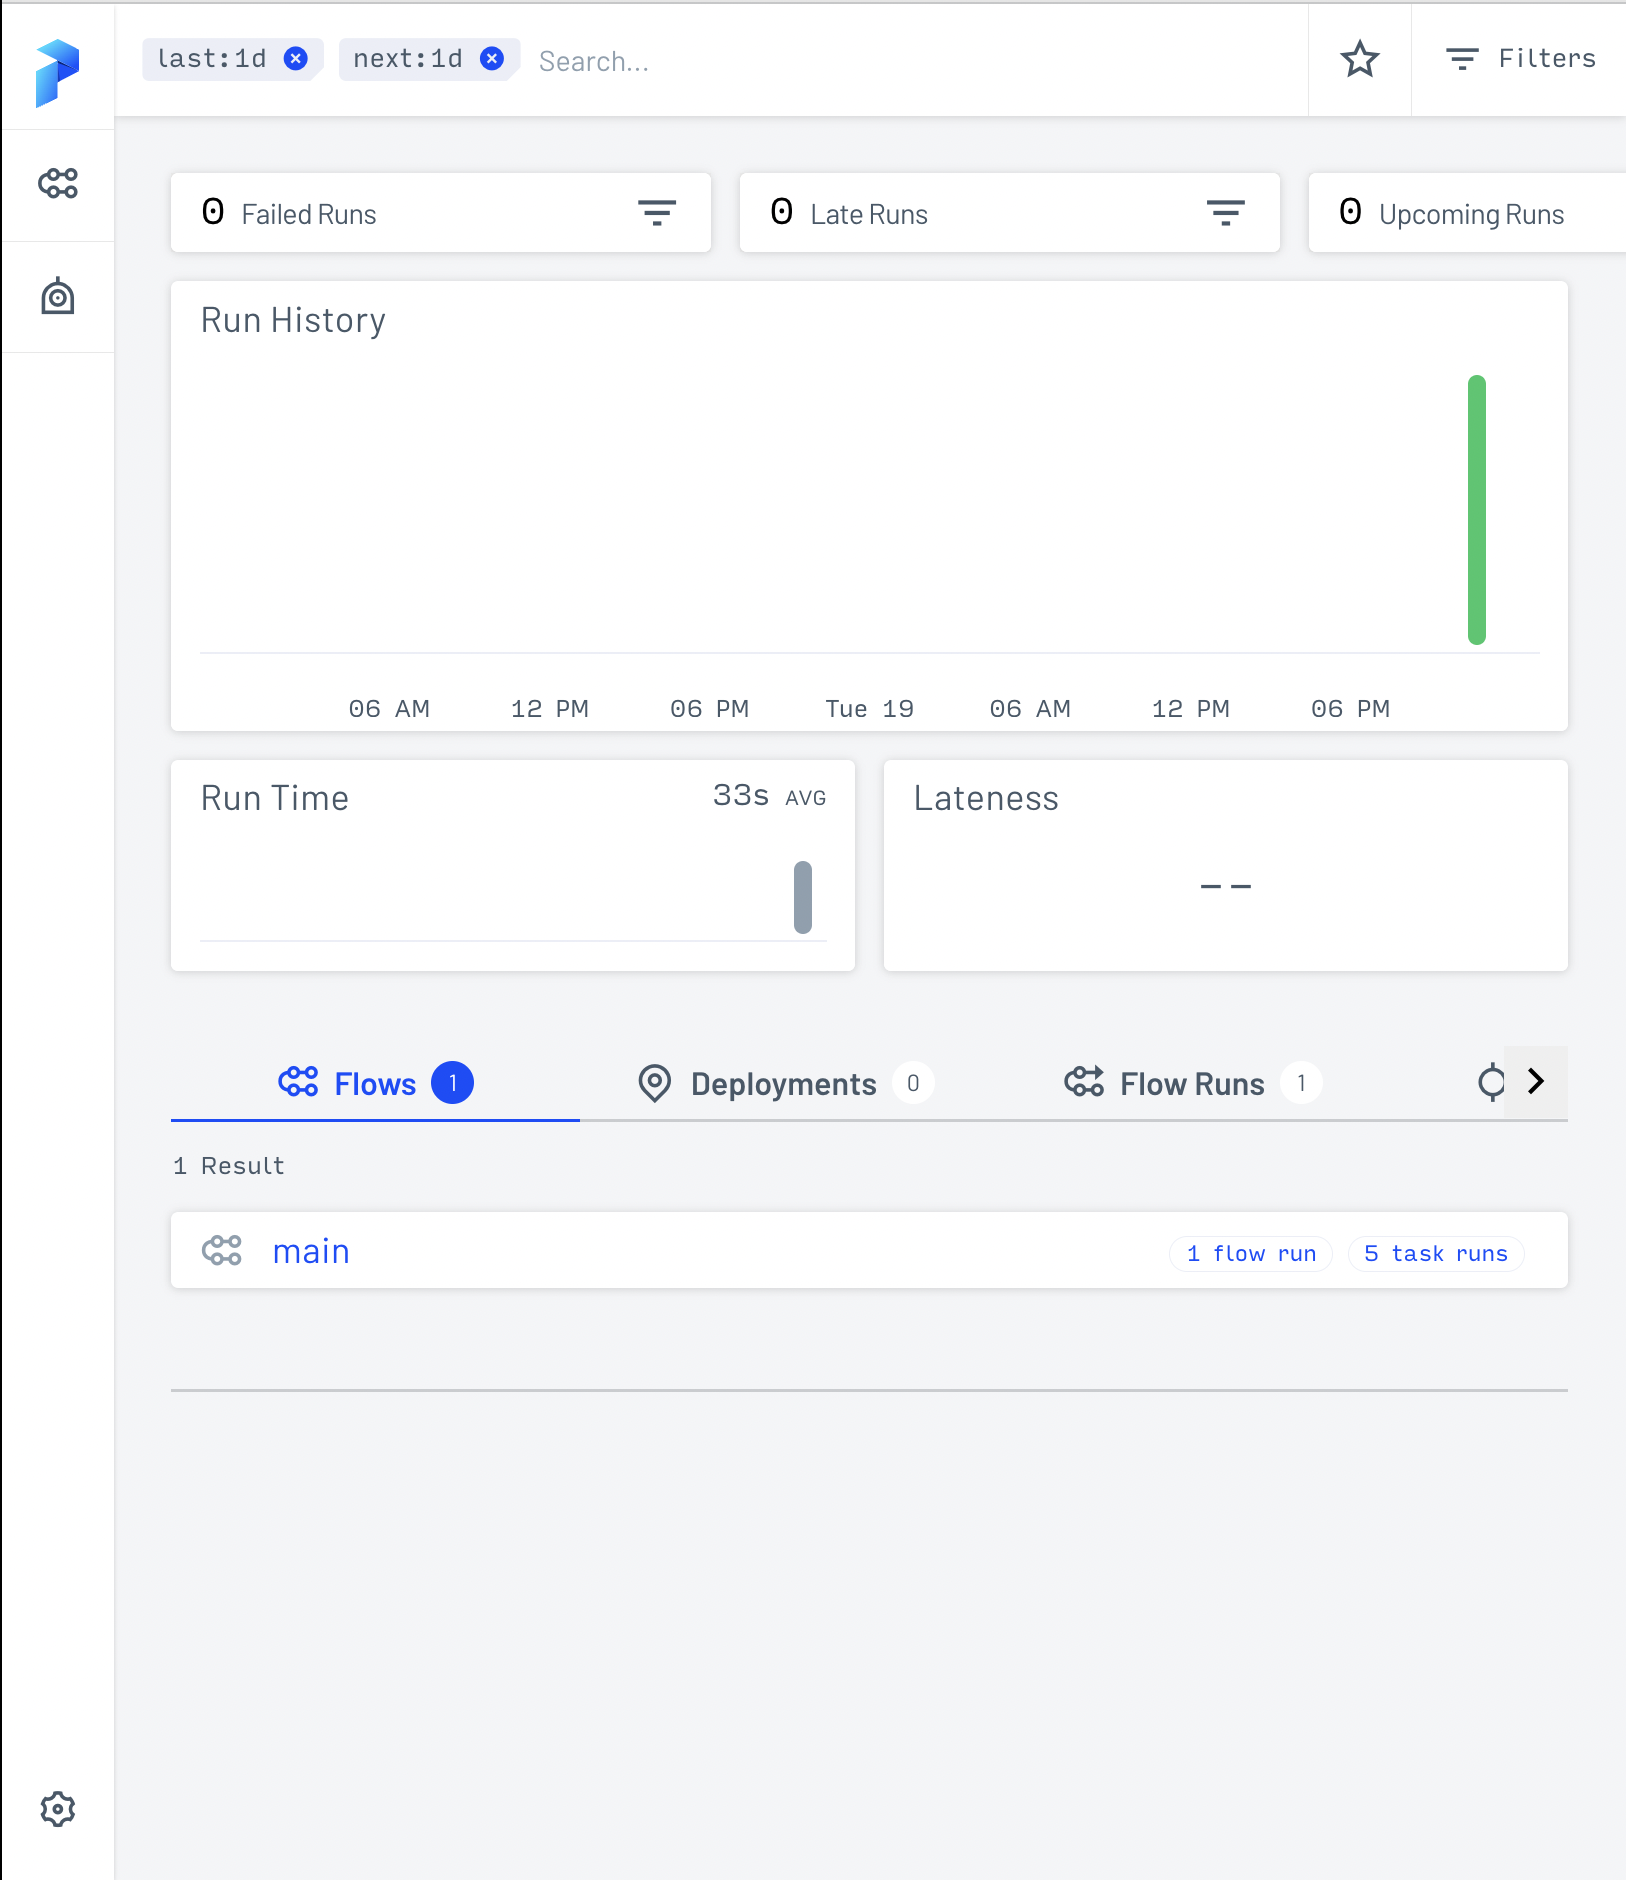 last:1d next:1d Search... Filters
0 Failed Runs 0 Late Runs 0 Upcoming Runs
Run History
06 AM 12 PM 06 PM Tue 19 06 AM 12 PM 06 PM
Run Time 33s AVG Lateness
--
Flows 1 Deployments 0 Flow Runs 1
1 Result
main 1 flow run 5 task runs